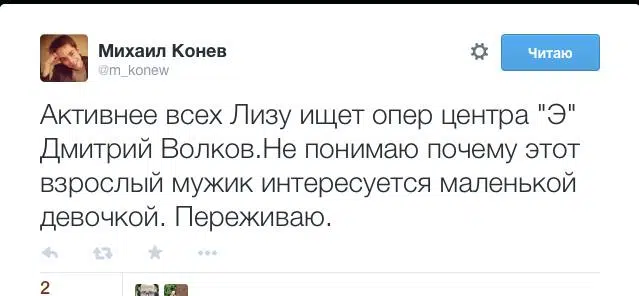 Михаил Конев
@m_konew
Читаю
Активнее всех Лизу ищет опер центра "Э"
Дмитрий Волков.Не понимаю почему этот
взрослый мужик интересуется маленькой
девочкой. Переживаю.
2